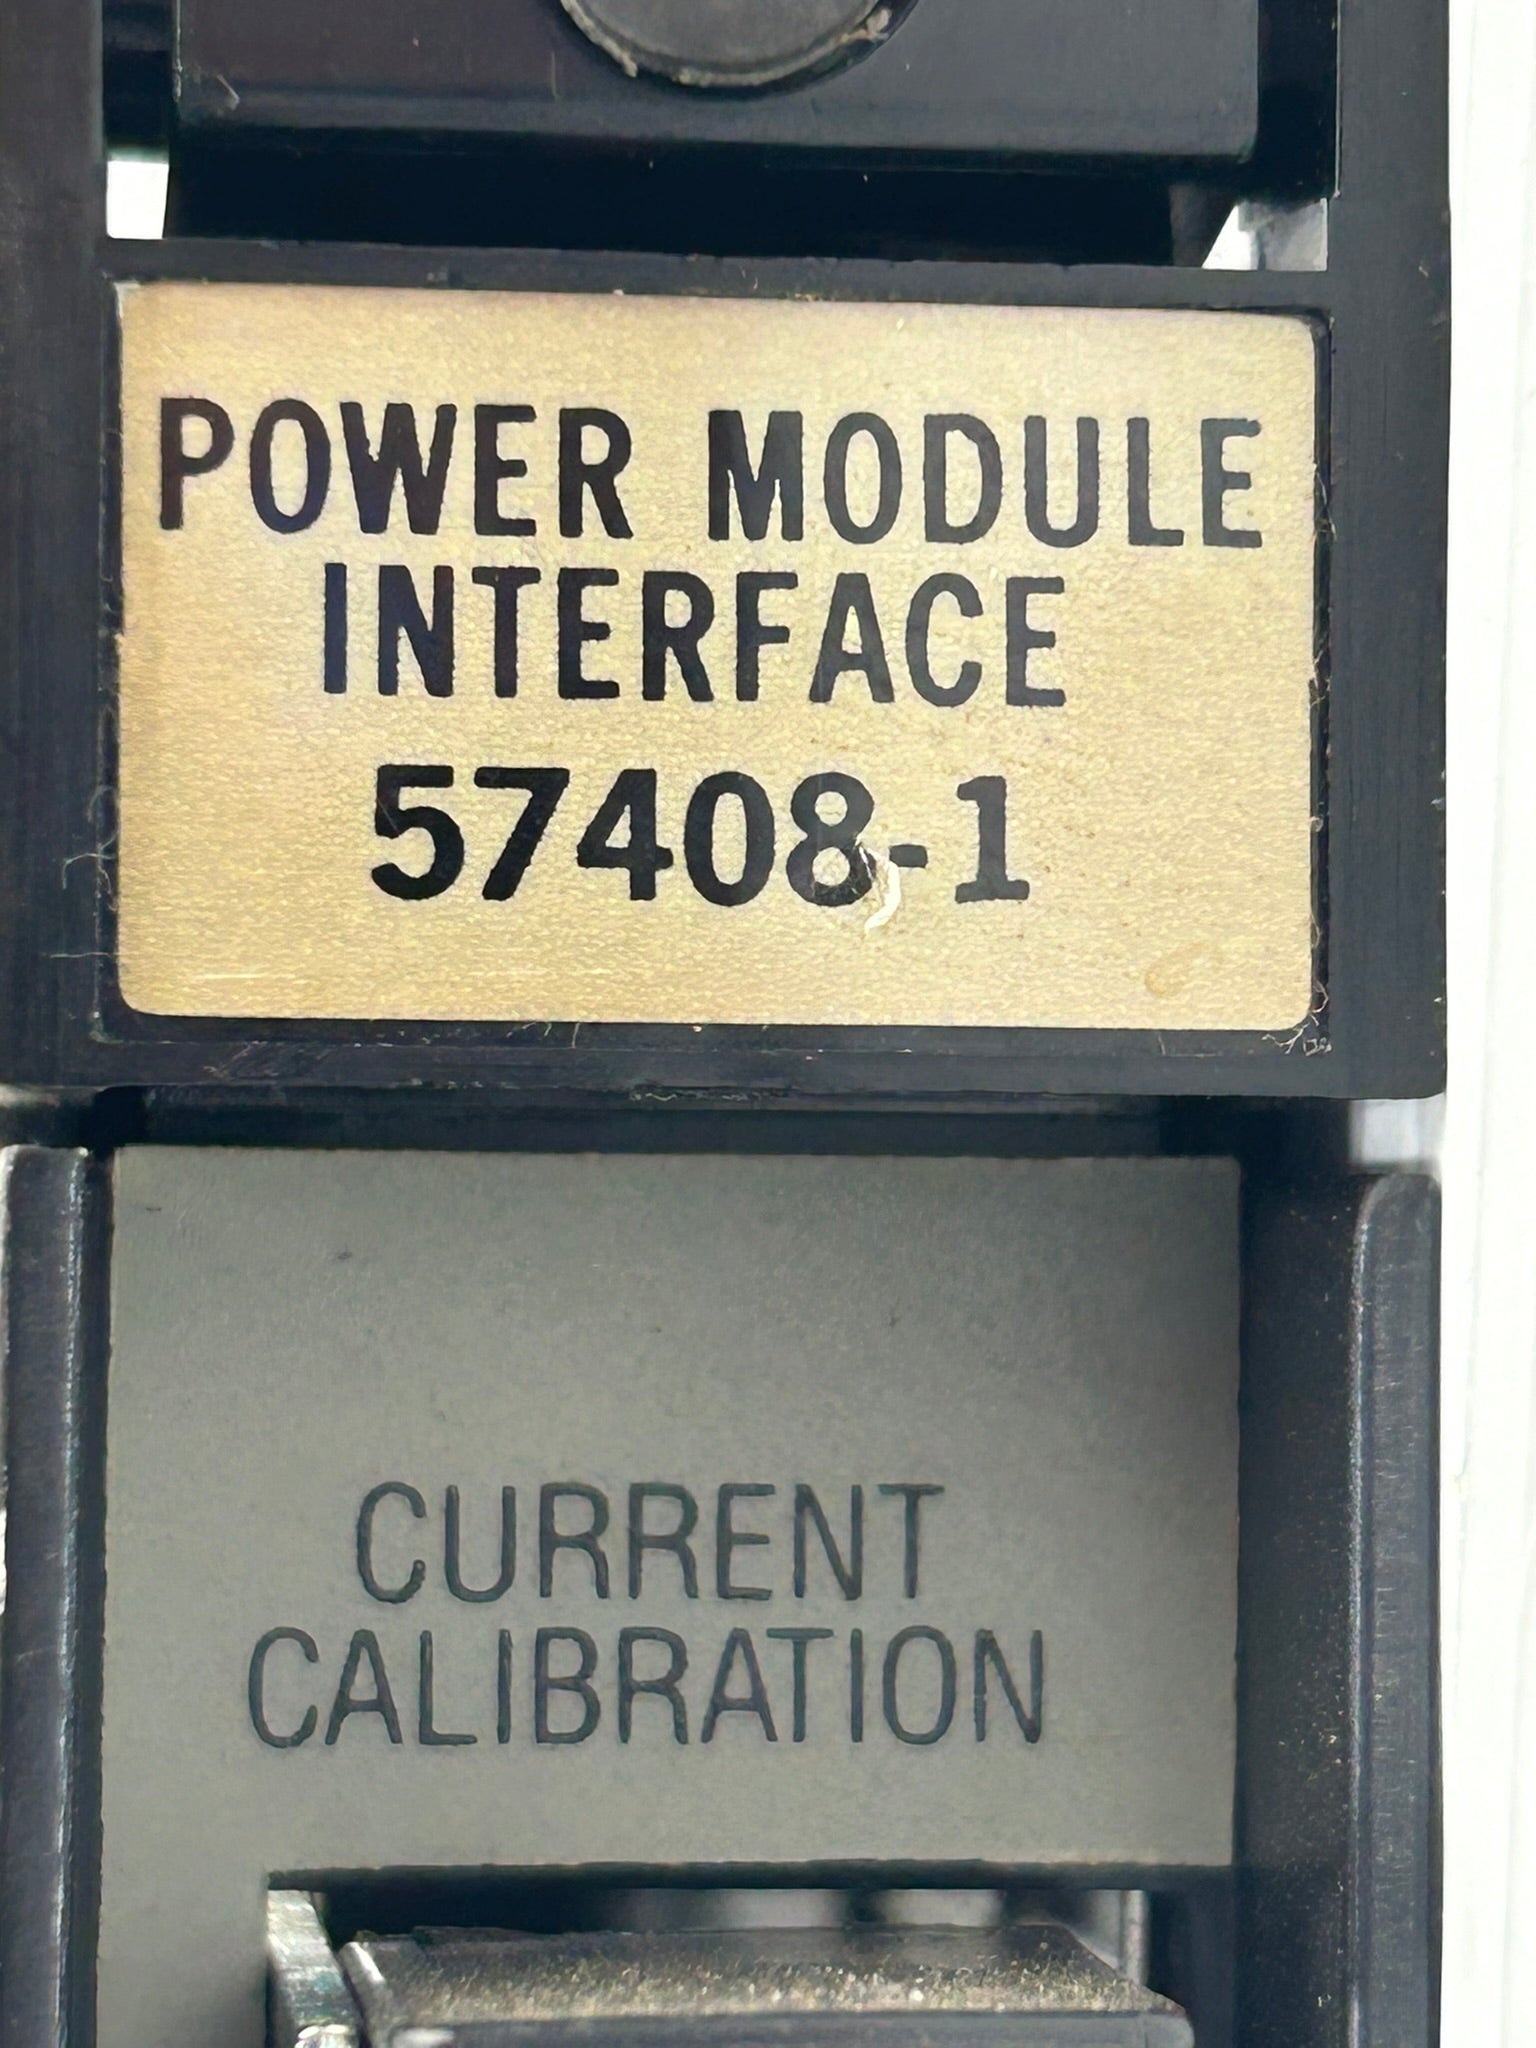 POWER MODULE
INTERFACE
57408-1
CURRENT
CALIBRATION